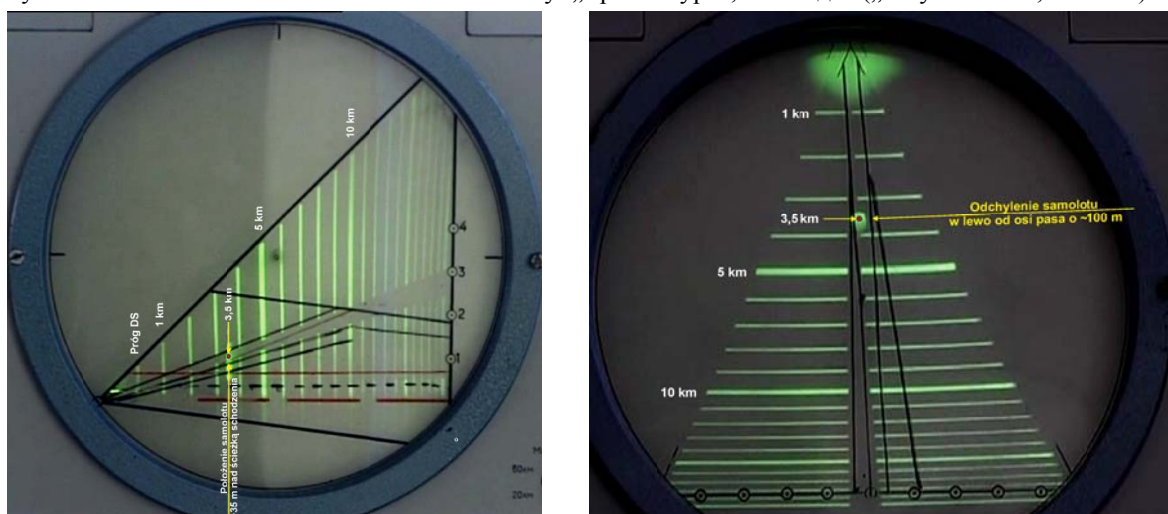 Próg DS
1 km
3,5 km
5 km
10 km
4
3
2
1
Położenie samolotu
35 m nad ścieżką schodzenia
50km
20km
1 km
3,5 km
5 km
10 km
Odchylenie samolotu
w lewo od osi pasa o ~100 m